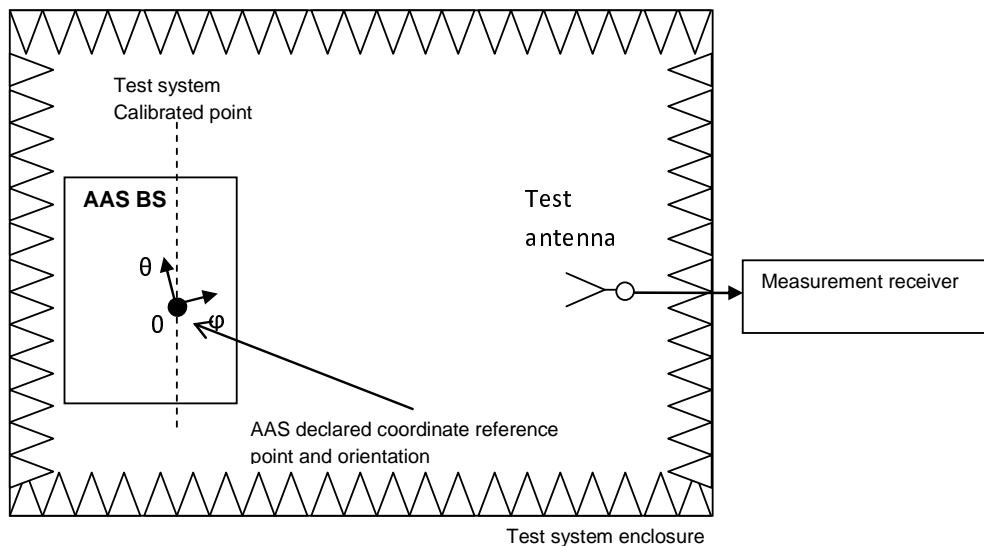 Test system
Calibrated point
AAS BS
θ
0
φ
Test
antenna
Measurement receiver
AAS declared coordinate reference
point and orientation
Test system enclosure